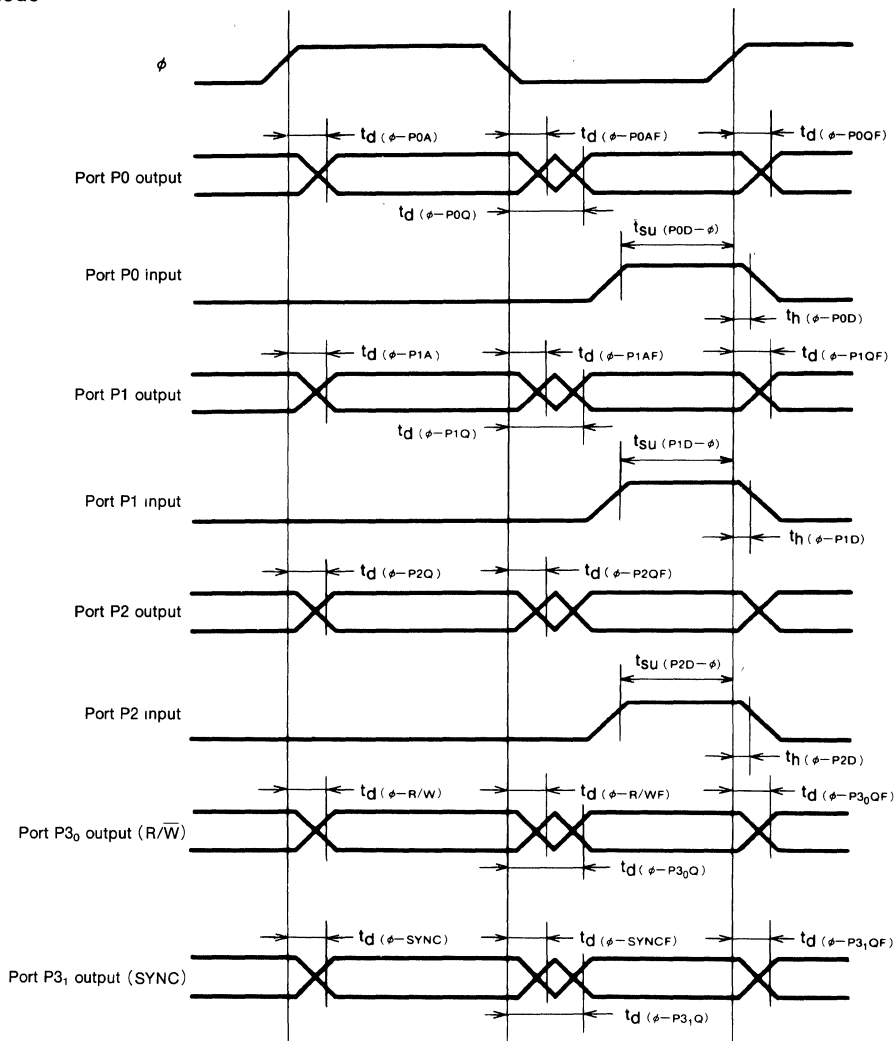 ϕ
td (ϕ−P0A) td (ϕ−P0AF) td (ϕ−P0QF)
Port P0 output
td (ϕ−P0Q)
tsu (P0D−ϕ)
Port P0 input
th (ϕ−P0D)
td (ϕ−P1A) td (ϕ−P1AF) td (ϕ−P1QF)
Port P1 output
td (ϕ−P1Q)
tsu (P1D−ϕ)
Port P1 input
th (ϕ−P1D)
td (ϕ−P2Q) td (ϕ−P2QF)
Port P2 output
tsu (P2D−ϕ)
Port P2 input
th (ϕ−P2D)
td (ϕ−R/W) td (ϕ−R/WF) td (ϕ−P3₀QF)
Port P3₀ output (R/W̅)
td (ϕ−P3₀Q)
td (ϕ−SYNC) td (ϕ−SYNCF) td (ϕ−P3₁QF)
Port P3₁ output (SYNC)
td (ϕ−P3₁Q)